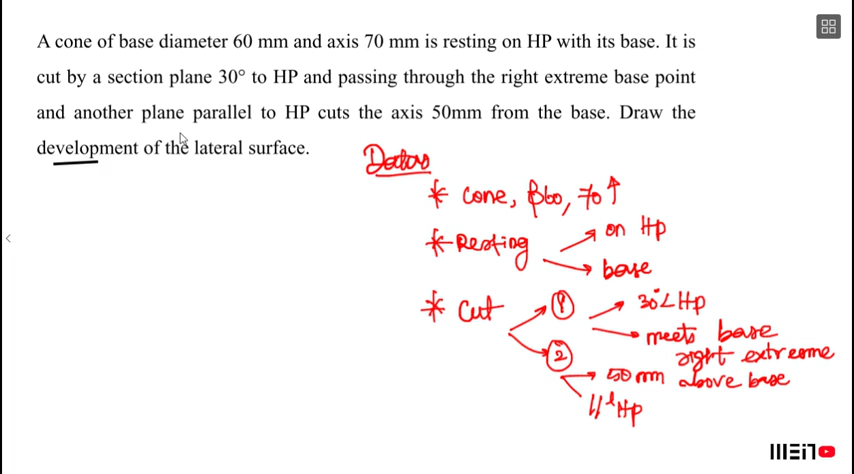 A cone of base diameter 60 mm and axis 70 mm is resting on HP with its base. It is
cut by a section plane 30° to HP and passing through the right extreme base point
and another plane parallel to HP cuts the axis 50mm from the base. Draw the
development of the lateral surface.
Datas
* Cone, φ60, 70↑
* Resting
on HP
base
* Cut
①
30°∠HP
meets base
right extreme
②
50 mm above base
||l HP